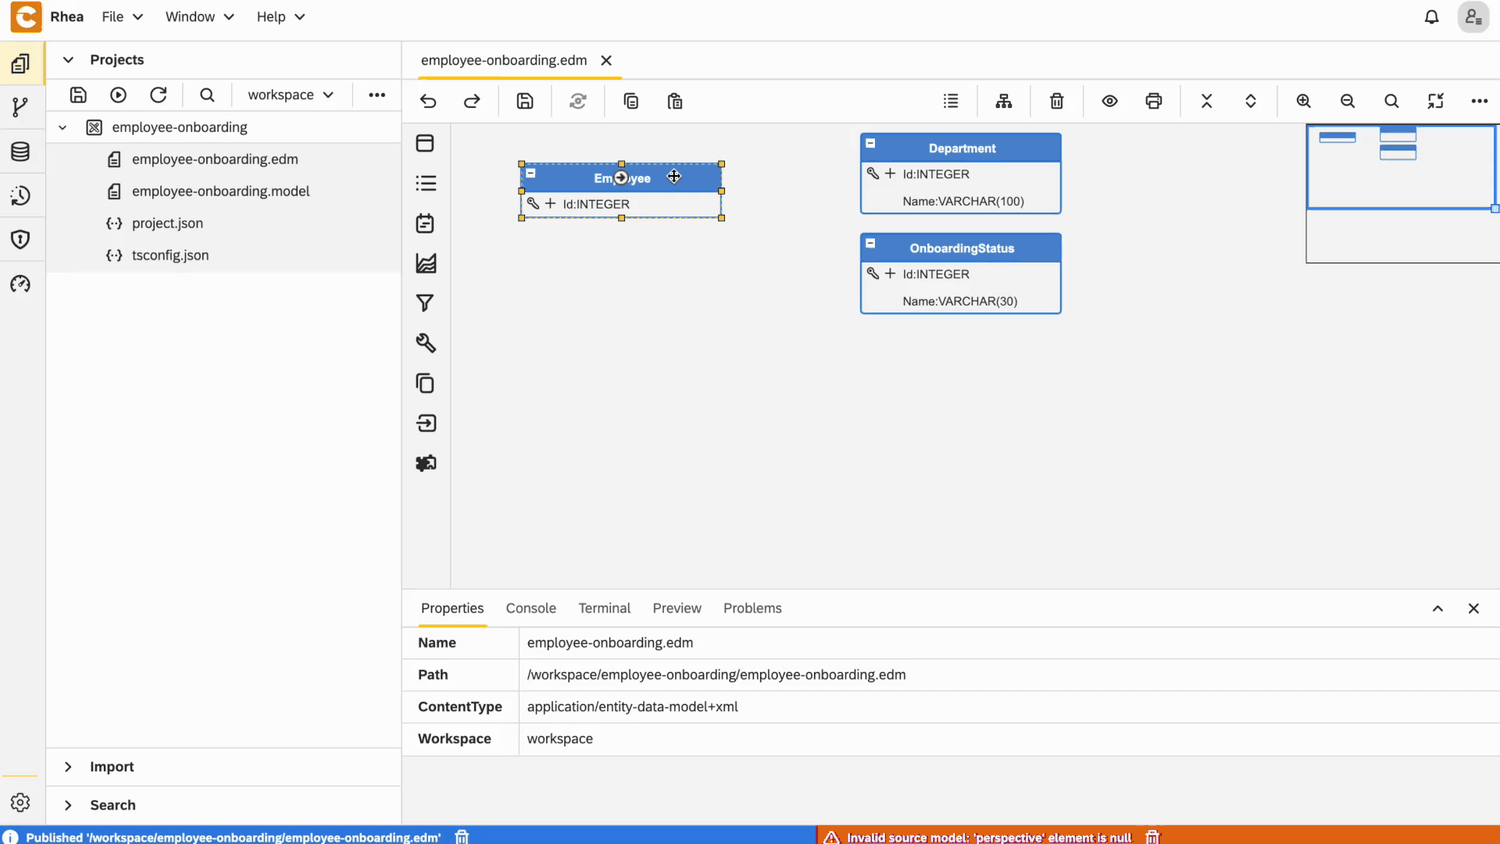 Rhea File Window Help
Projects
employee-onboarding.edm
workspace
employee-onboarding
employee-onboarding.edm
employee-onboarding.model
project.json
tsconfig.json
Employee
Id:INTEGER
Department
Id:INTEGER
Name:VARCHAR(100)
OnboardingStatus
Id:INTEGER
Name:VARCHAR(30)
Properties Console Terminal Preview Problems
Name employee-onboarding.edm
Path /workspace/employee-onboarding/employee-onboarding.edm
ContentType application/entity-data-model+xml
Workspace workspace
Import
Search
Published '/workspace/employee-onboarding/employee-onboarding.edm'
Invalid source model: 'perspective' element is null